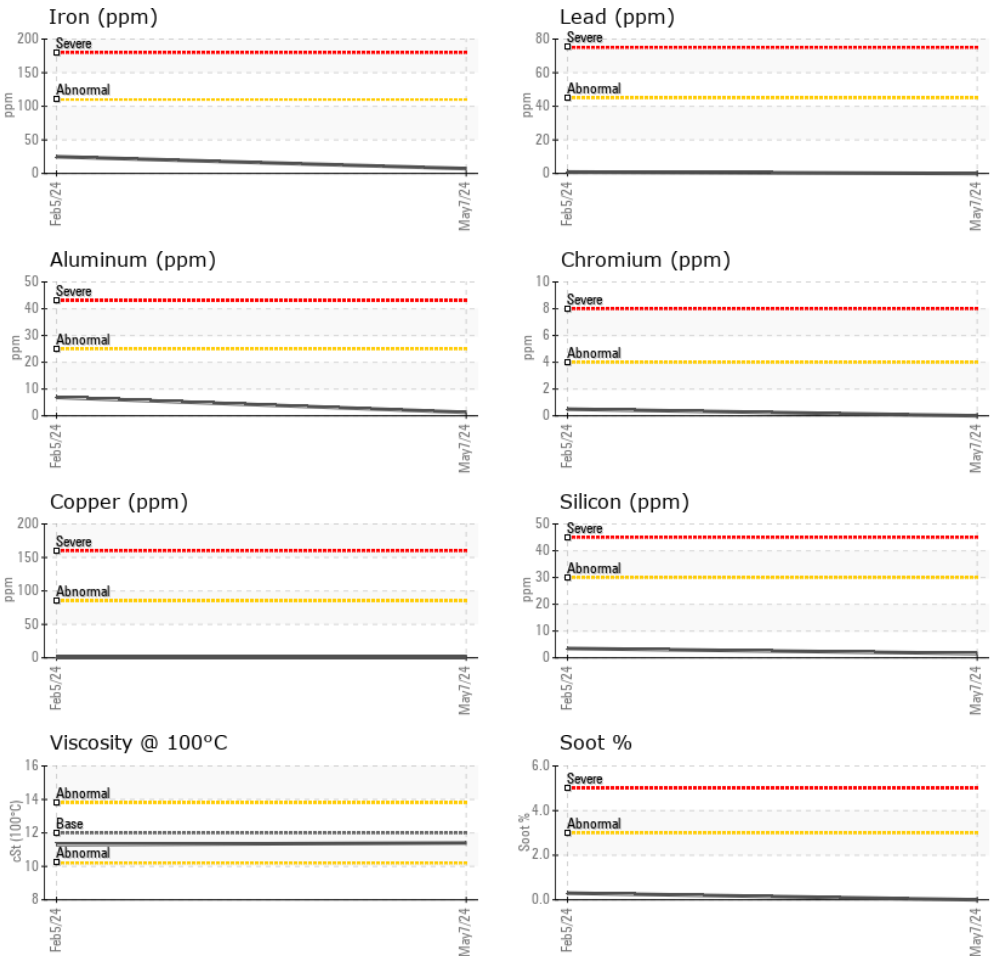 Iron (ppm)
200
Severe
150
Abnormal
100
50
0
ppm
Feb5/24
May7/24
Lead (ppm)
80
Severe
60
Abnormal
40
20
0
ppm
Feb5/24
May7/24
Aluminum (ppm)
50
Severe
40
30
Abnormal
20
10
0
ppm
Feb5/24
May7/24
Chromium (ppm)
10
Severe
8
6
Abnormal
4
2
0
ppm
Feb5/24
May7/24
Copper (ppm)
200
Severe
150
100
Abnormal
50
0
ppm
Feb5/24
May7/24
Silicon (ppm)
50
Severe
40
Abnormal
30
20
10
0
ppm
Feb5/24
May7/24
Viscosity @ 100°C
16
Abnormal
14
Base
12
Abnormal
10
8
cSt (100°C)
Feb5/24
May7/24
Soot %
6.0
Severe
4.0
Abnormal
2.0
0.0
Soot %
Feb5/24
May7/24